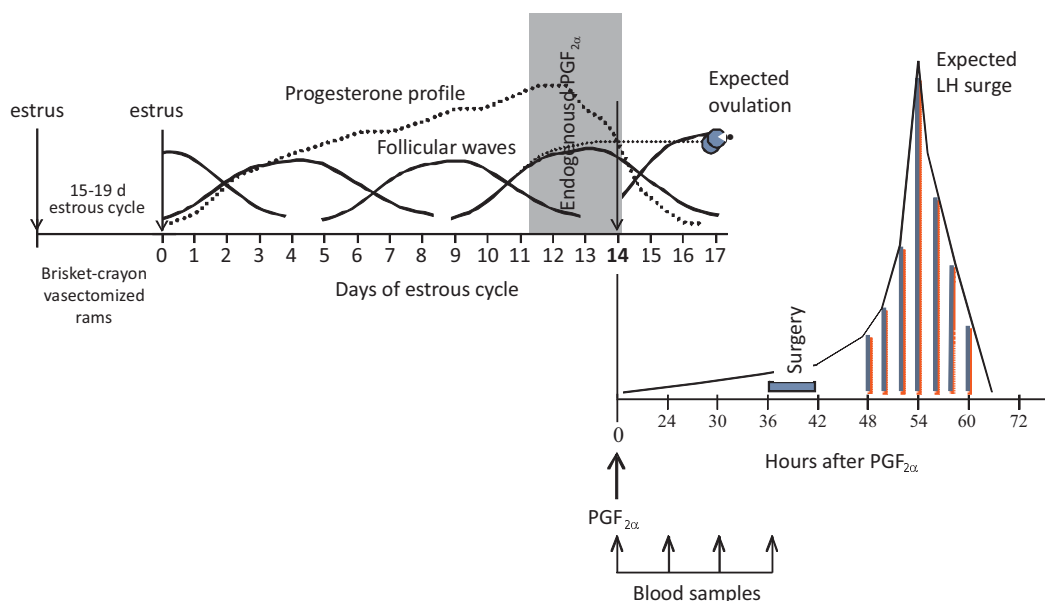 estrus
estrus
15-19 d
estrous cycle
Brisket-crayon
vasectomized
rams
Progesterone profile
Follicular waves
Endogenousd-PGF2α
Expected
ovulation
0 1 2 3 4 5 6 7 8 9 10 11 12 13 14 15 16 17
Days of estrous cycle
Expected
LH surge
Surgery
0 24 30 36 42 48 54 60 72
Hours after PGF2α
PGF2α
Blood samples